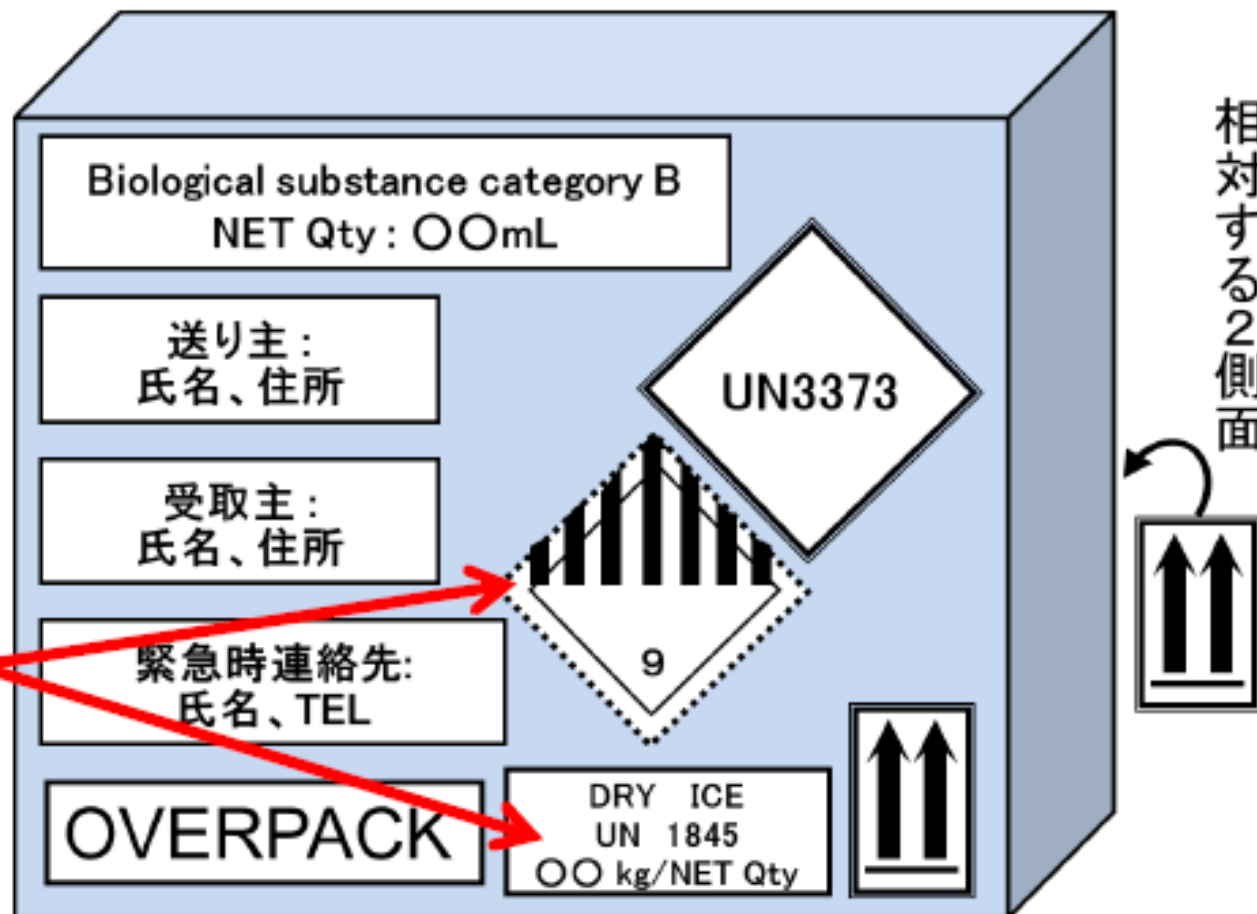 Biological substance category B
NET Qty : 〇〇mL
送り主 :
氏名、住所
受取主 :
氏名、住所
緊急時連絡先:
氏名、TEL
OVERPACK
UN3373
9
DRY ICE
UN 1845
〇〇 kg/NET Qty
相対する2側面